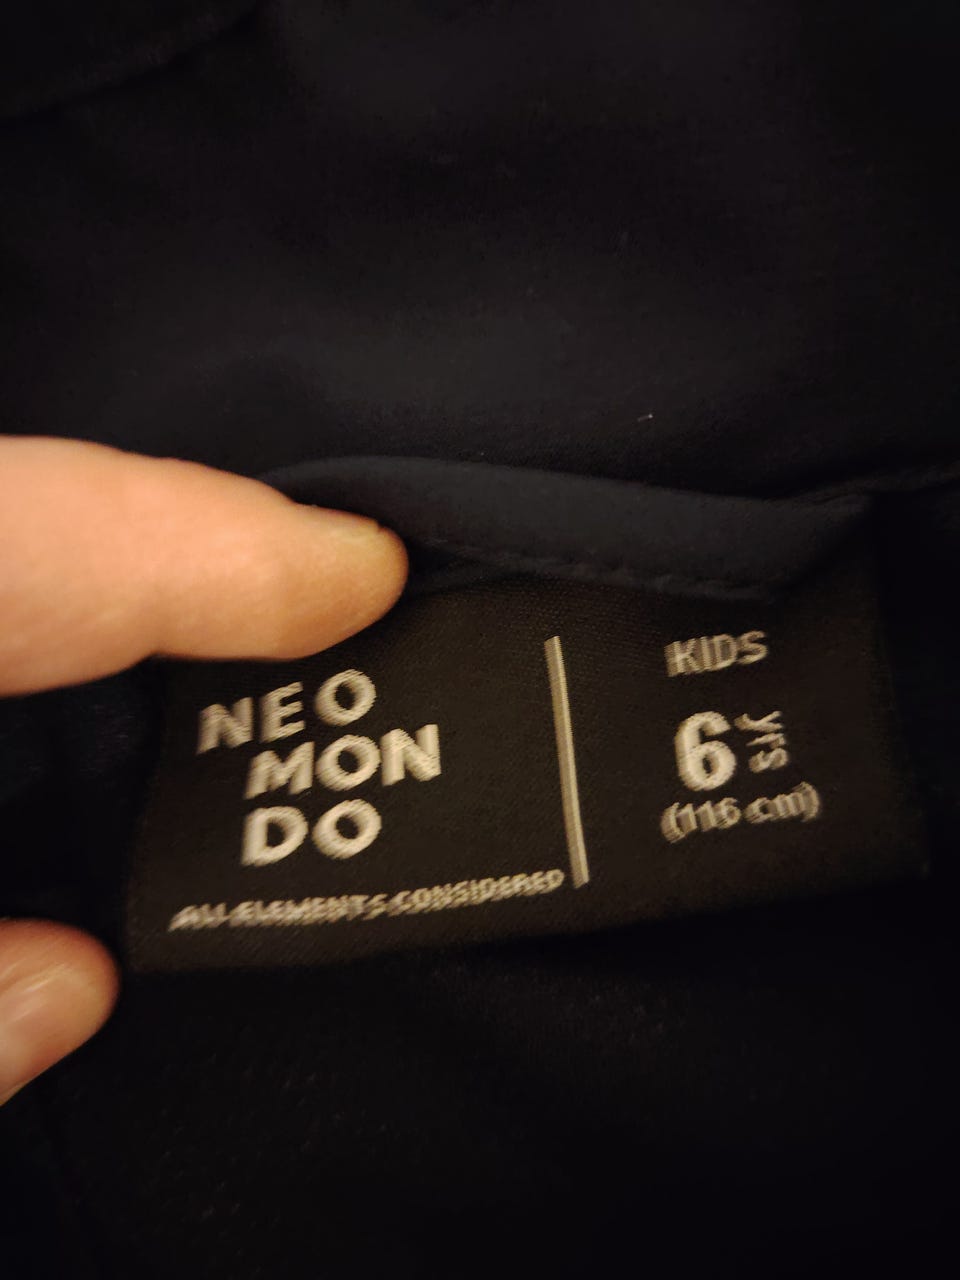 NEO
MON
DO
ALL ELEMENTS CONSIDERED
KIDS
6 yrs
(116 cm)